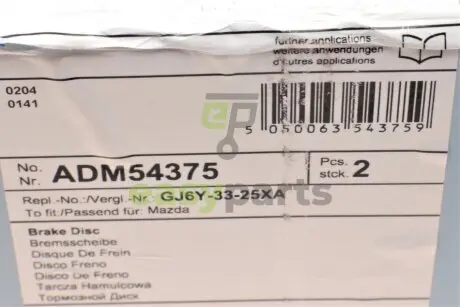 further applications
weitere anwendungen
d'autres applications
0204
0141
5 050063 543759
No.
Nr. ADM54375
Pcs.
stck. 2
Repl.-No.:/Vergl.-Nr. GJ6Y-33-25XA
To fit:/Passend für: Mazda
easyparts
Brake Disc
Bremsscheibe
Disque De Frein
Disco Freno
Disco De Freno
Tarcza Hamulcowa
Тормозной Диск